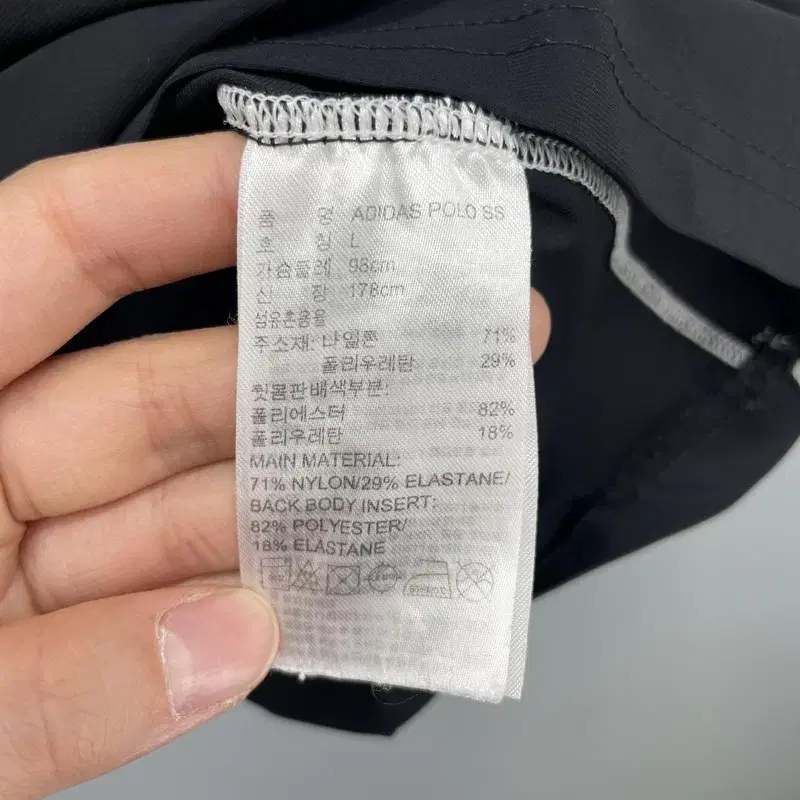 품 명 ADIDAS POLO SS
호 형 L
가슴둘레 98cm
신 장 178cm
섬유혼용율
주소재: 나일론 71%
폴리우레탄 29%
뒷몸판배색부분:
폴리에스터 82%
폴리우레탄 18%
MAIN MATERIAL:
71% NYLON/29% ELASTANE/
BACK BODY INSERT:
82% POLYESTER/
18% ELASTANE